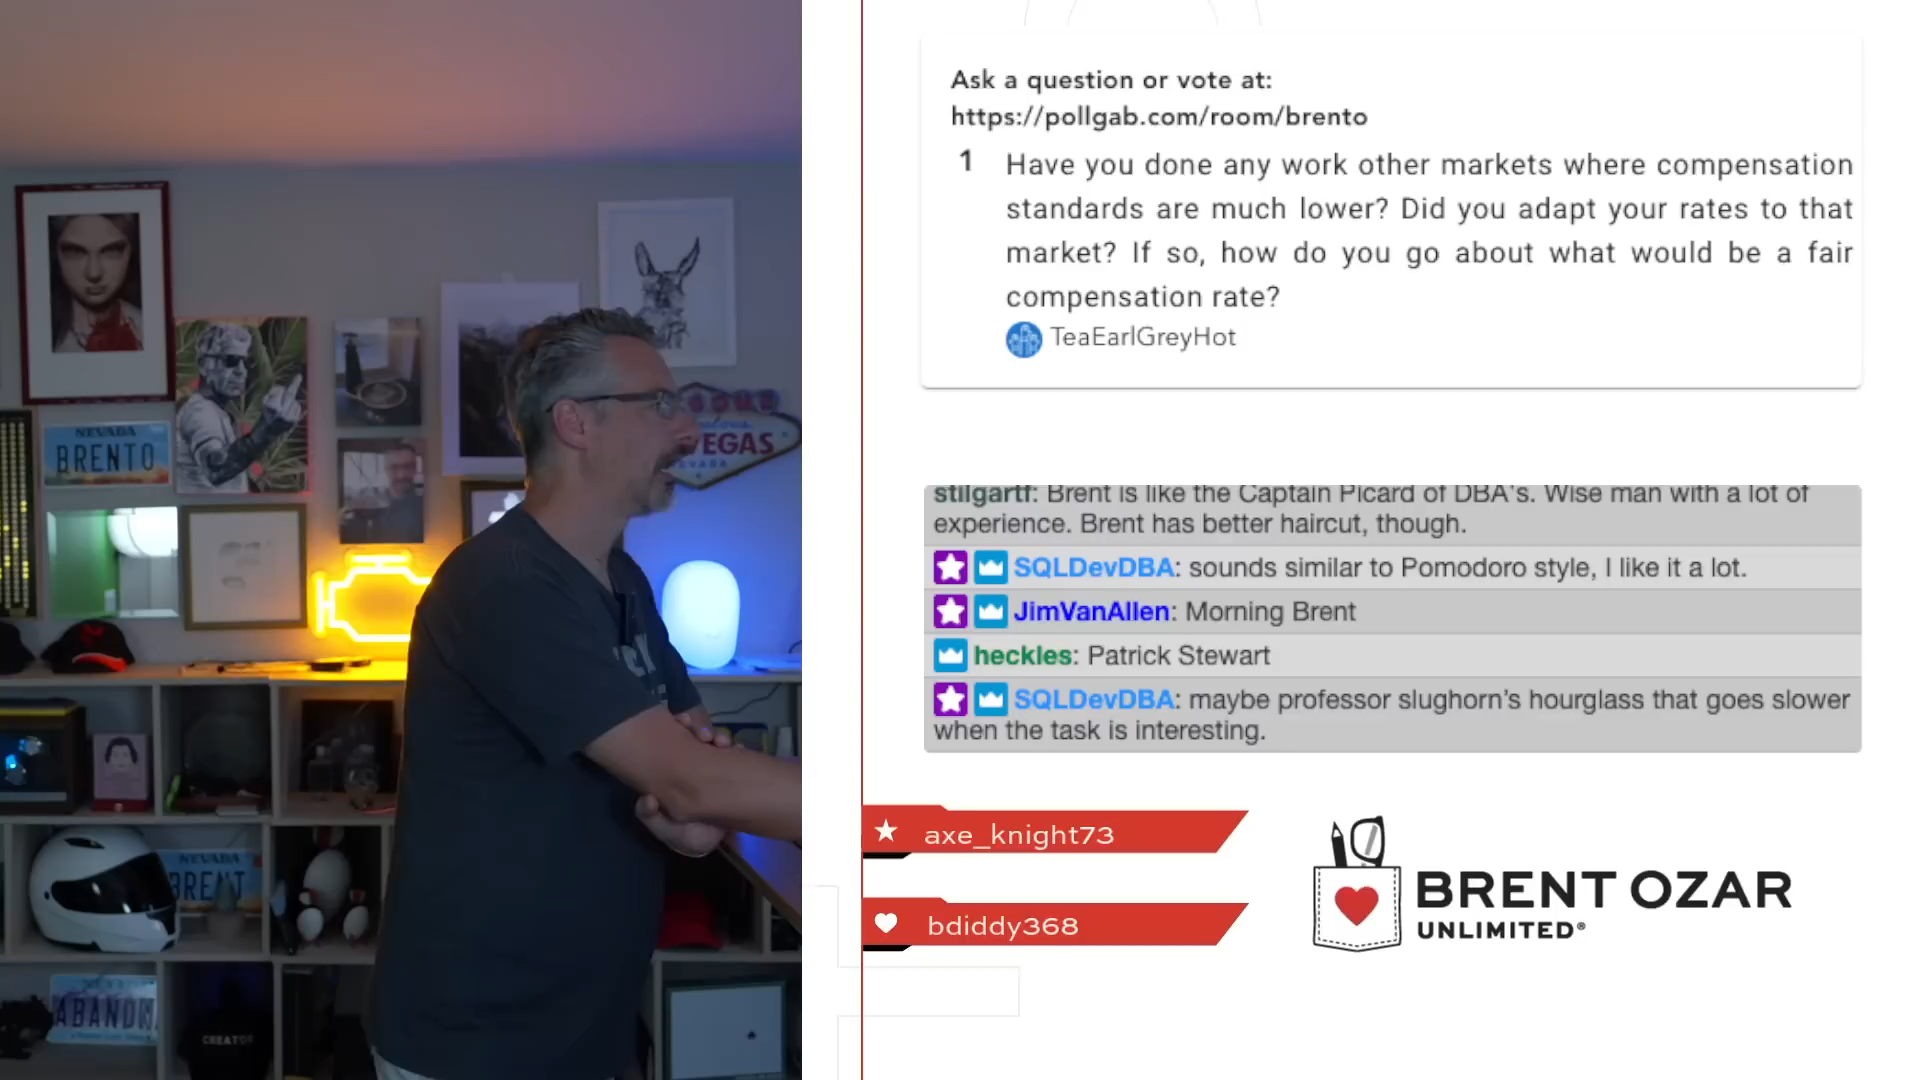 Ask a question or vote at:
https://pollgab.com/room/brento
1 Have you done any work other markets where compensation
standards are much lower? Did you adapt your rates to that
market? If so, how do you go about what would be a fair
compensation rate?
TeaEarlGreyHot
stilgartf: Brent is like the Captain Picard of DBA's. Wise man with a lot of
experience. Brent has better haircut, though.
SQLDevDBA: sounds similar to Pomodoro style, I like it a lot.
JimVanAllen: Morning Brent
heckles: Patrick Stewart
SQLDevDBA: maybe professor slughorn's hourglass that goes slower
when the task is interesting.
axe_knight73
bdiddy368
BRENT OZAR
UNLIMITED®
NEVADA
BRENTO
VEGAS
NEVADA
NEVADA
BRENT
ABANDN
CREATOR